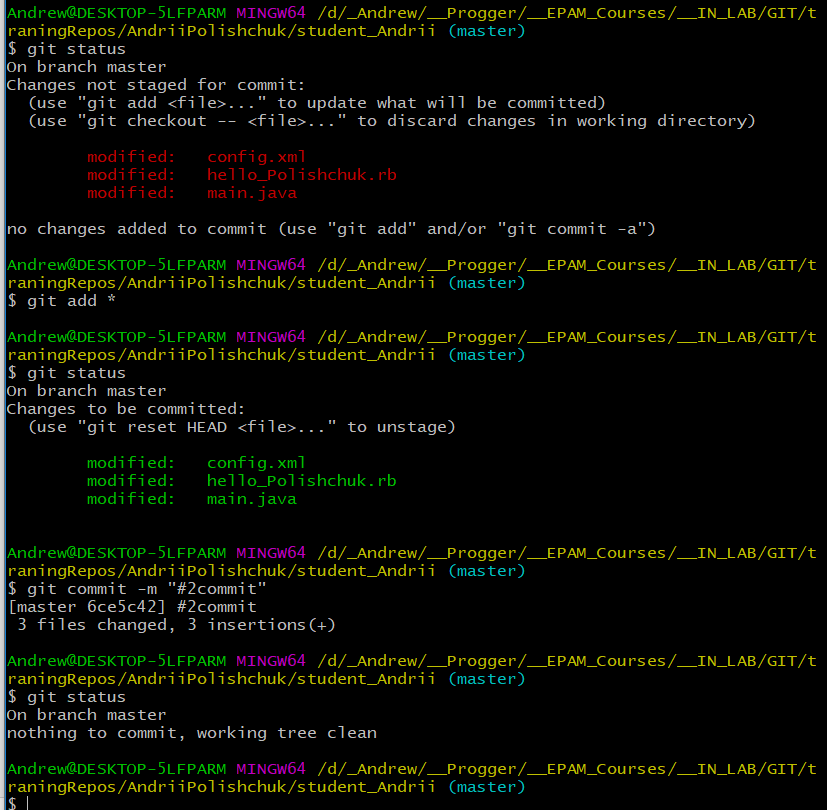 Andrew@DESKTOP-5LFPARM MINGW64 /d/_Andrew/__Progger/__EPAM_Courses/__IN_LAB/GIT/t
raningRepos/AndriiPolishchuk/student_Andrii (master)
$ git status
On branch master
Changes not staged for commit:
  (use "git add <file>..." to update what will be committed)
  (use "git checkout -- <file>..." to discard changes in working directory)
        modified:   config.xml
        modified:   hello_Polishchuk.rb
        modified:   main.java
no changes added to commit (use "git add" and/or "git commit -a")
Andrew@DESKTOP-5LFPARM MINGW64 /d/_Andrew/__Progger/__EPAM_Courses/__IN_LAB/GIT/t
raningRepos/AndriiPolishchuk/student_Andrii (master)
$ git add *
Andrew@DESKTOP-5LFPARM MINGW64 /d/_Andrew/__Progger/__EPAM_Courses/__IN_LAB/GIT/t
raningRepos/AndriiPolishchuk/student_Andrii (master)
$ git status
On branch master
Changes to be committed:
  (use "git reset HEAD <file>..." to unstage)
        modified:   config.xml
        modified:   hello_Polishchuk.rb
        modified:   main.java
Andrew@DESKTOP-5LFPARM MINGW64 /d/_Andrew/__Progger/__EPAM_Courses/__IN_LAB/GIT/t
raningRepos/AndriiPolishchuk/student_Andrii (master)
$ git commit -m "#2commit"
[master 6ce5c42] #2commit
 3 files changed, 3 insertions(+)
Andrew@DESKTOP-5LFPARM MINGW64 /d/_Andrew/__Progger/__EPAM_Courses/__IN_LAB/GIT/t
raningRepos/AndriiPolishchuk/student_Andrii (master)
$ git status
On branch master
nothing to commit, working tree clean
Andrew@DESKTOP-5LFPARM MINGW64 /d/_Andrew/__Progger/__EPAM_Courses/__IN_LAB/GIT/t
raningRepos/AndriiPolishchuk/student_Andrii (master)
$